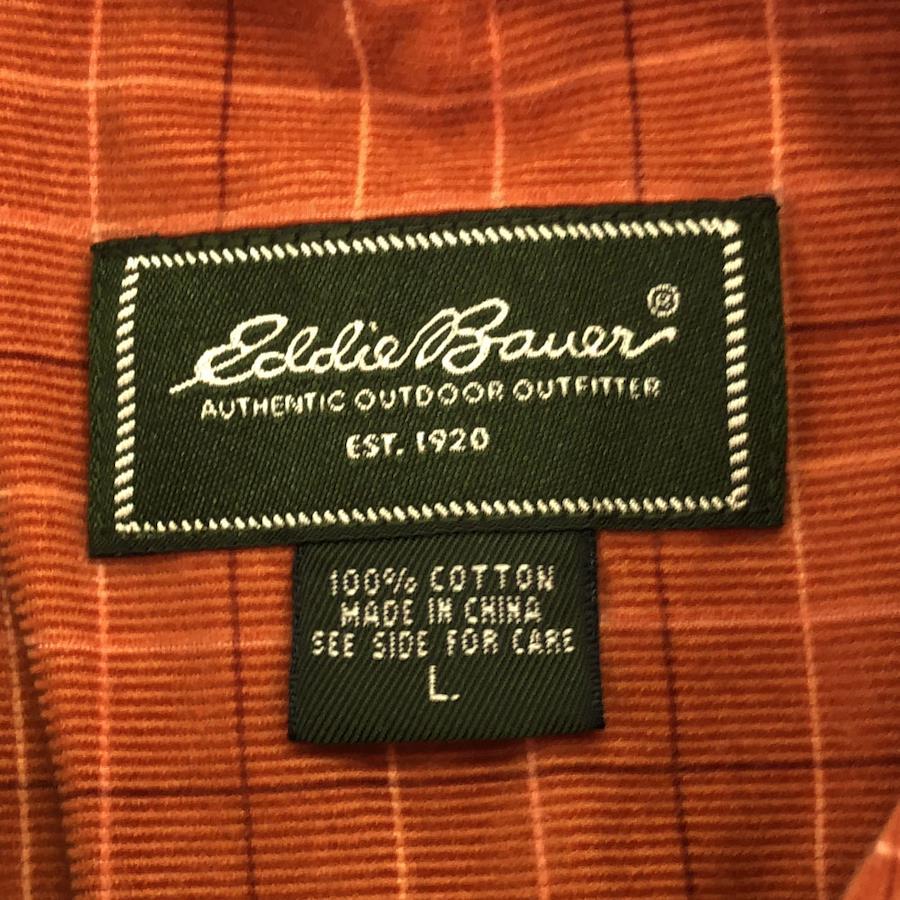 Eddie Bauer®
AUTHENTIC OUTDOOR OUTFITTER
EST. 1920
100% COTTON
MADE IN CHINA
SEE SIDE FOR CARE
L.